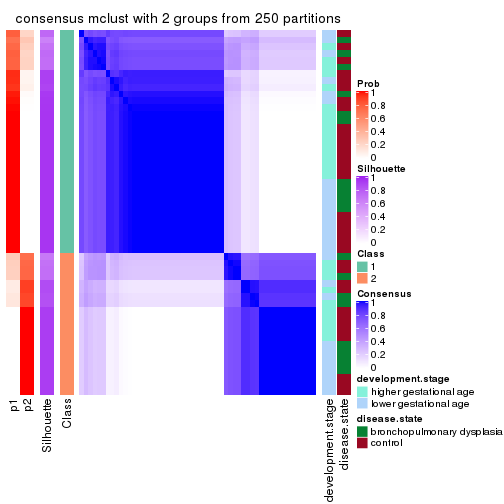 consensus mclust with 2 groups from 250 partitions
Prob
1
0.8
0.6
0.4
0.2
0
Silhouette
1
0.8
0.6
0.4
0.2
0
Class
1
2
Consensus
1
0.8
0.6
0.4
0.2
0
development.stage
higher gestational age
lower gestational age
disease.state
bronchopulmonary dysplasia
control
p1
p2
Silhouette
Class
development.stage
disease.state